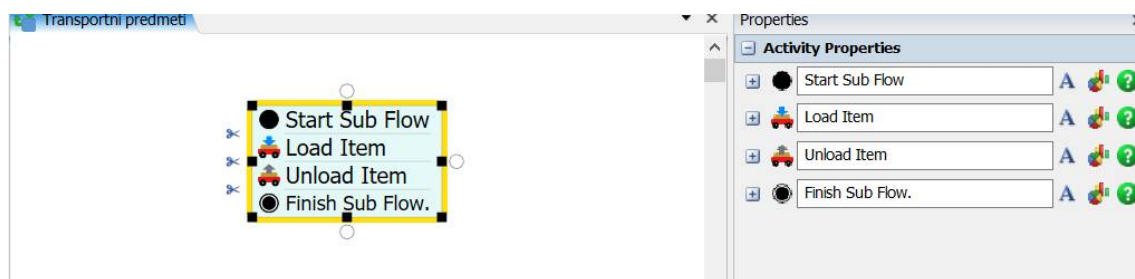 Transportni predmeti
Start Sub Flow
Load Item
Unload Item
Finish Sub Flow.
Properties
Activity Properties
Start Sub Flow
Load Item
Unload Item
Finish Sub Flow.